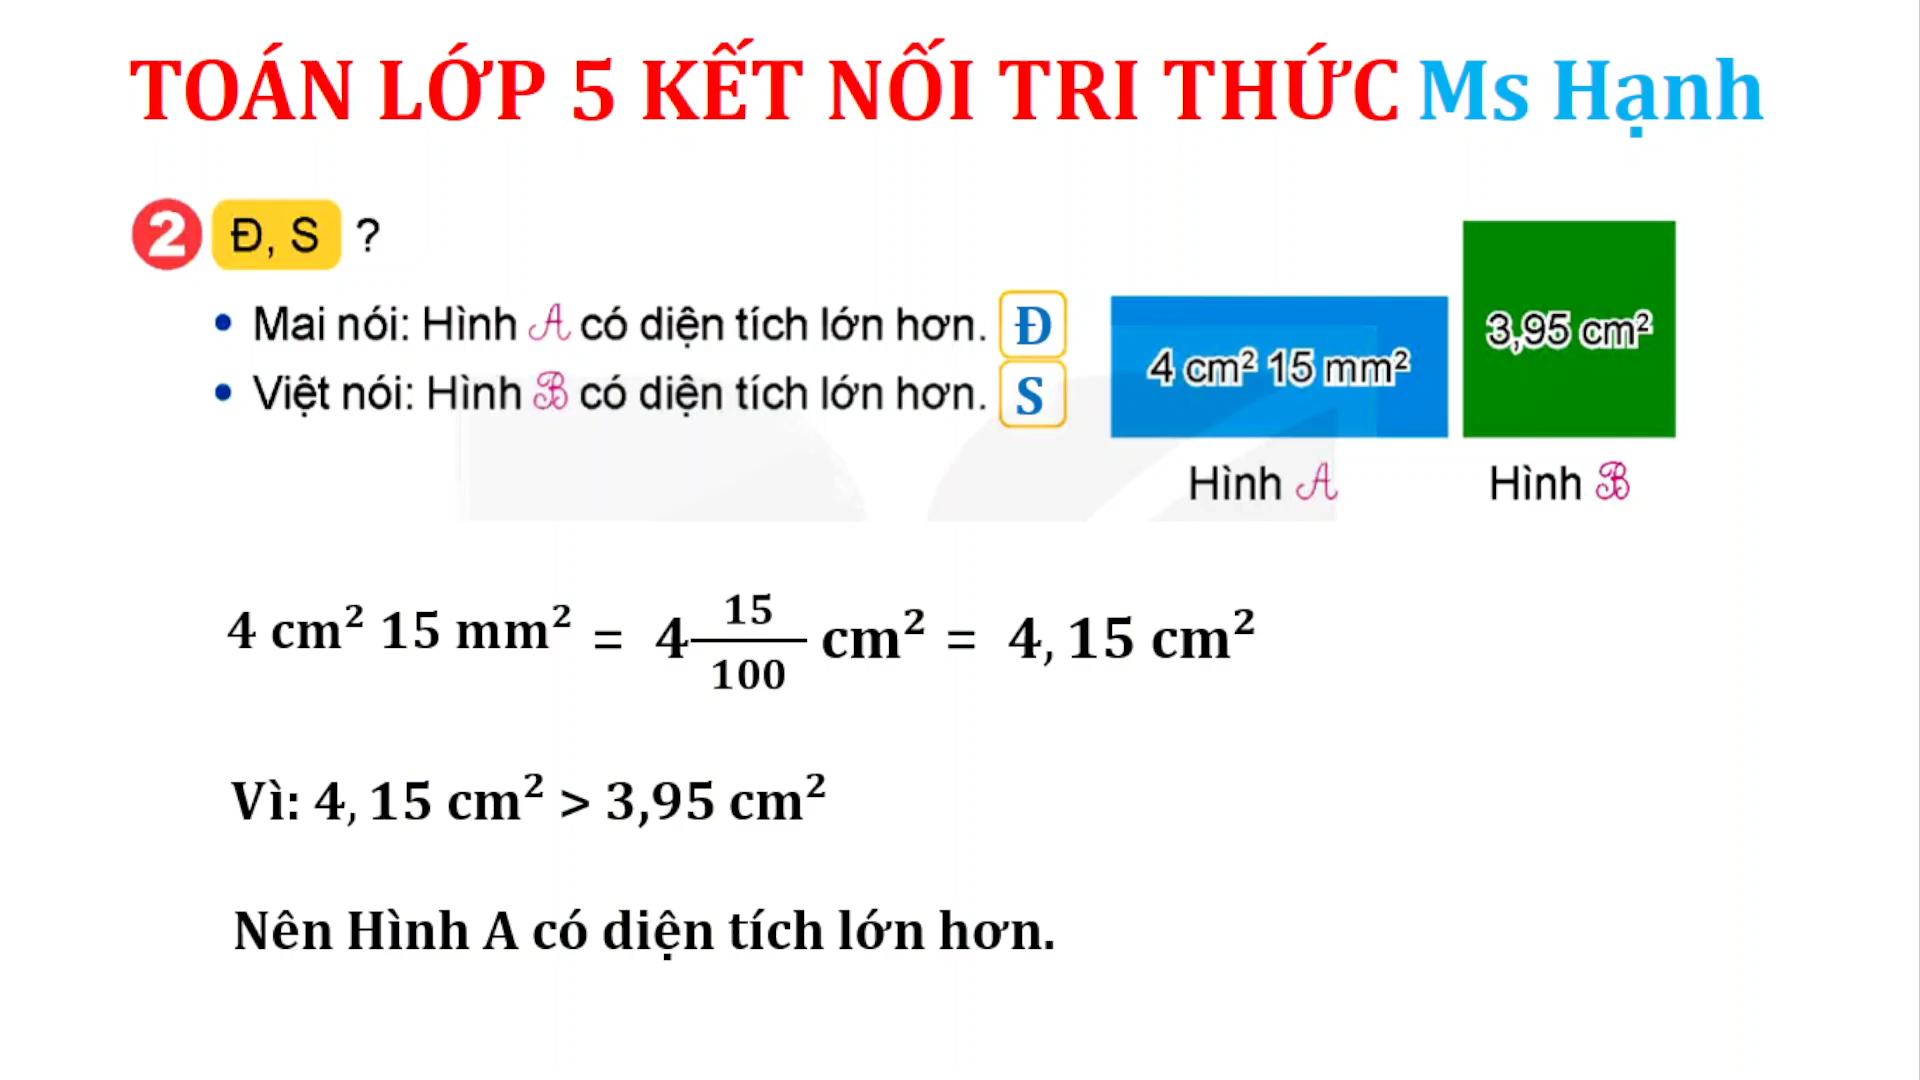 TOÁN LỚP 5 KẾT NỐI TRI THỨC Ms Hạnh
2 Đ, S ?
• Mai nói: Hình A có diện tích lớn hơn. Đ
• Việt nói: Hình B có diện tích lớn hơn. S
4 cm² 15 mm²
3,95 cm²
Hình A
Hình B
4 cm² 15 mm² = 4 15/100 cm² = 4, 15 cm²
Vì: 4, 15 cm² > 3,95 cm²
Nên Hình A có diện tích lớn hơn.